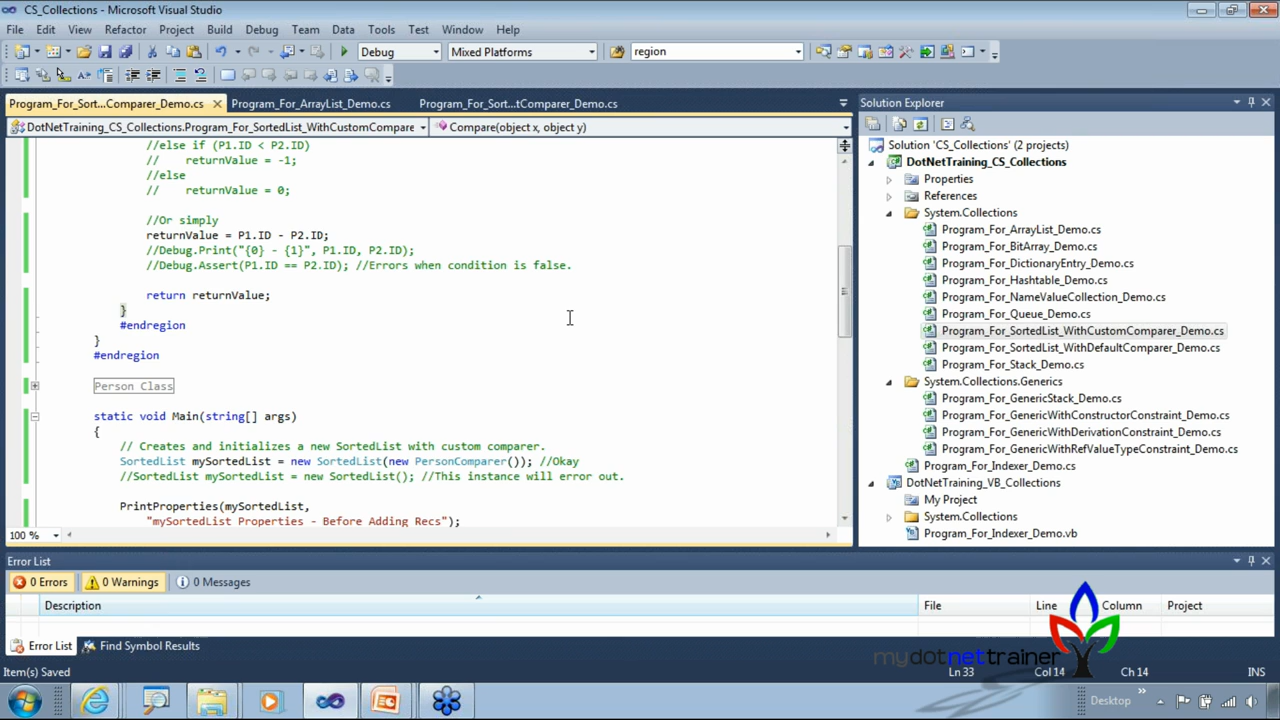 CS_Collections - Microsoft Visual Studio
File Edit View Refactor Project Build Debug Team Data Tools Test Window Help
Debug Mixed Platforms region
Program_For_Sort...Comparer_Demo.cs Program_For_ArrayList_Demo.cs Program_For_Sort...tComparer_Demo.cs
DotNetTraining_CS_Collections.Program_For_SortedList_WithCustomCompare Compare(object x, object y)
//else if (P1.ID < P2.ID)
// returnValue = -1;
//else
// returnValue = 0;
//Or simply
returnValue = P1.ID - P2.ID;
//Debug.Print("{0} - {1}", P1.ID, P2.ID);
//Debug.Assert(P1.ID == P2.ID); //Errors when condition is false.
return returnValue;
}
#endregion
}
#endregion
Person Class
static void Main(string[] args)
{
// Creates and initializes a new SortedList with custom comparer.
SortedList mySortedList = new SortedList(new PersonComparer()); //Okay
//SortedList mySortedList = new SortedList(); //This instance will error out.
PrintProperties(mySortedList,
"mySortedList Properties - Before Adding Recs");
100 %
Solution Explorer
Solution 'CS_Collections' (2 projects)
DotNetTraining_CS_Collections
Properties
References
System.Collections
Program_For_ArrayList_Demo.cs
Program_For_BitArray_Demo.cs
Program_For_DictionaryEntry_Demo.cs
Program_For_Hashtable_Demo.cs
Program_For_NameValueCollection_Demo.cs
Program_For_Queue_Demo.cs
Program_For_SortedList_WithCustomComparer_Demo.cs
Program_For_SortedList_WithDefaultComparer_Demo.cs
Program_For_Stack_Demo.cs
System.Collections.Generics
Program_For_GenericStack_Demo.cs
Program_For_GenericWithConstructorConstraint_Demo.cs
Program_For_GenericWithDerivationConstraint_Demo.cs
Program_For_GenericWithRefValueTypeConstraint_Demo.cs
Program_For_Indexer_Demo.cs
DotNetTraining_VB_Collections
My Project
System.Collections
Program_For_Indexer_Demo.vb
Error List
0 Errors 0 Warnings 0 Messages
Description File Line Column Project
Error List Find Symbol Results
mydotnettrainer
Item(s) Saved Ln 33 Col 14 Ch 14 INS
Desktop